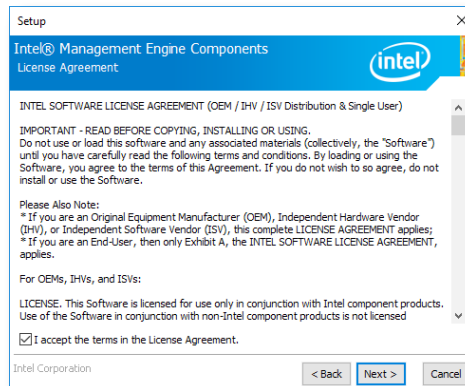 Setup
Intel® Management Engine Components
License Agreement
intel
INTEL SOFTWARE LICENSE AGREEMENT (OEM / IHV / ISV Distribution & Single User)
IMPORTANT - READ BEFORE COPYING, INSTALLING OR USING.
Do not use or load this software and any associated materials (collectively, the "Software")
until you have carefully read the following terms and conditions. By loading or using the
Software, you agree to the terms of this Agreement. If you do not wish to so agree, do not
install or use the Software.
Please Also Note:
* If you are an Original Equipment Manufacturer (OEM), Independent Hardware Vendor
(IHV), or Independent Software Vendor (ISV), this complete LICENSE AGREEMENT applies;
* If you are an End-User, then only Exhibit A, the INTEL SOFTWARE LICENSE AGREEMENT,
applies.
For OEMs, IHVs, and ISVs:
LICENSE. This Software is licensed for use only in conjunction with Intel component products.
Use of the Software in conjunction with non-Intel component products is not licensed
I accept the terms in the License Agreement.
Intel Corporation
< Back
Next >
Cancel